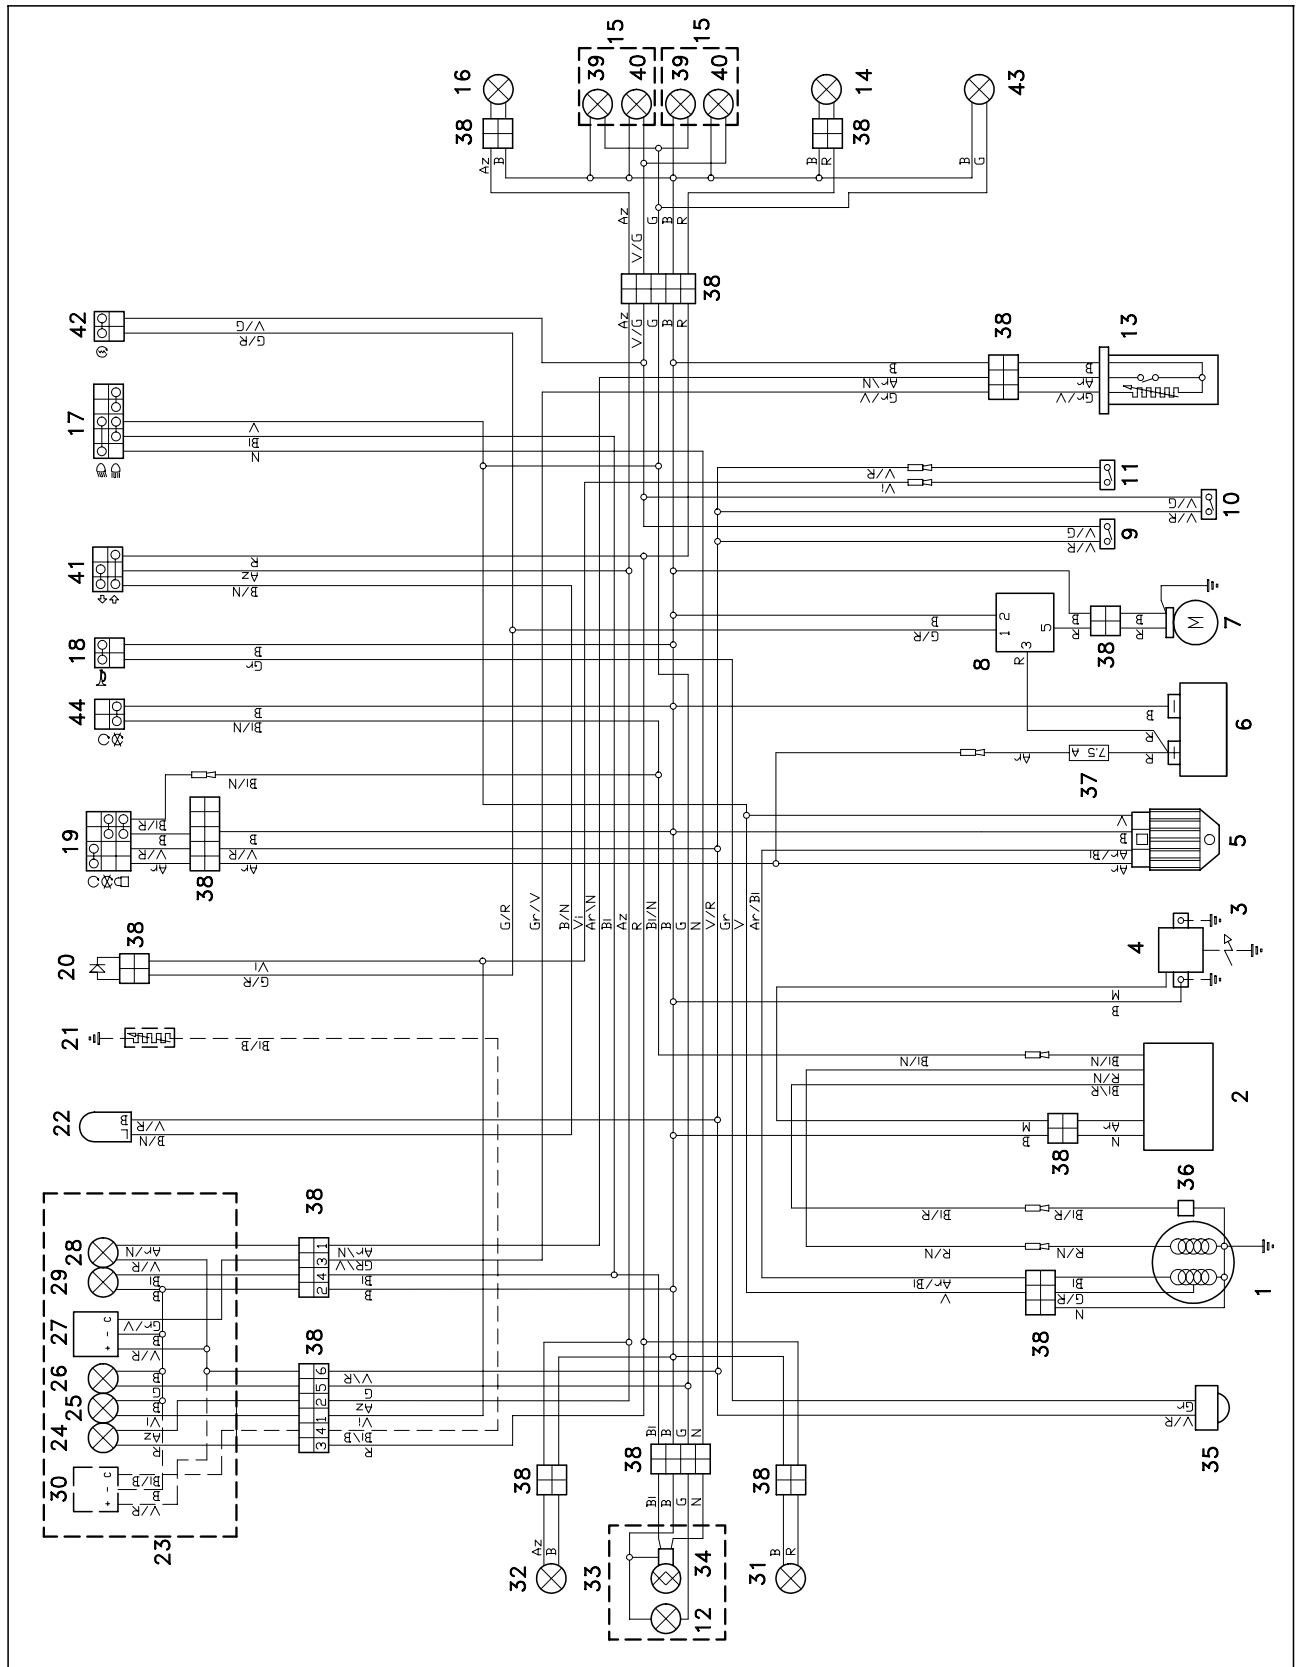 15
15
16
39
40
39
40
14
43
38
38
Az
B
B
R
B
G
Az
V/G
G
B
R
38
42
Az
V/G
G
B
R
V/G
G/R
38
13
17
B
Ar\N
Gr/V
B
Ar
Gr/V
V
Bl
N
V/R
Vi
11
V/G
V/R
10
V/G
V/R
9
41
R
Az
B/N
18
B
Gr
B
G/R
1
2
5
3
R
8
B
R
38
B
R
M
7
44
B
Bl/N
B
R
6
Ar
7.5 A
R
37
Bl/N
19
Bl/R
B
V/R
Ar
38
B
V/R
Ar
V
B
Ar/Bl
Ar
5
G/R
Gr/V
B/N
Vi
Ar\N
Bl
Az
R
Bl/N
B
G
N
V/R
Gr
V
Ar/Bl
38
20
Vi
G/R
4
3
M
B
21
Bl/B
Bl/N
Bl/N
R/N
Bl/R
2
22
B
L
V/R
B/N
M
B
38
Ar
N
38
36
Bl/R
Bl/R
28
Ar/N
V/R
1
3
4
2
Ar\N
GR\V
Bl
B
R/N
R/N
29
Bl
B
Ar/Bl
V
Bl
G/R
N
1
27
+ - C
Gr/V
B
V/R
38
38
26
B
G
25
B
Vi
24
Az
R
6
5
2
1
4
3
V/R
G
Az
Vi
Bl\B
R
Gr
V/R
35
30
+ - C
Bl/B
B
V/R
23
38
Bl
B
G
N
38
38
Bl
B
G
N
Az
B
32
33
34
12
B
R
31